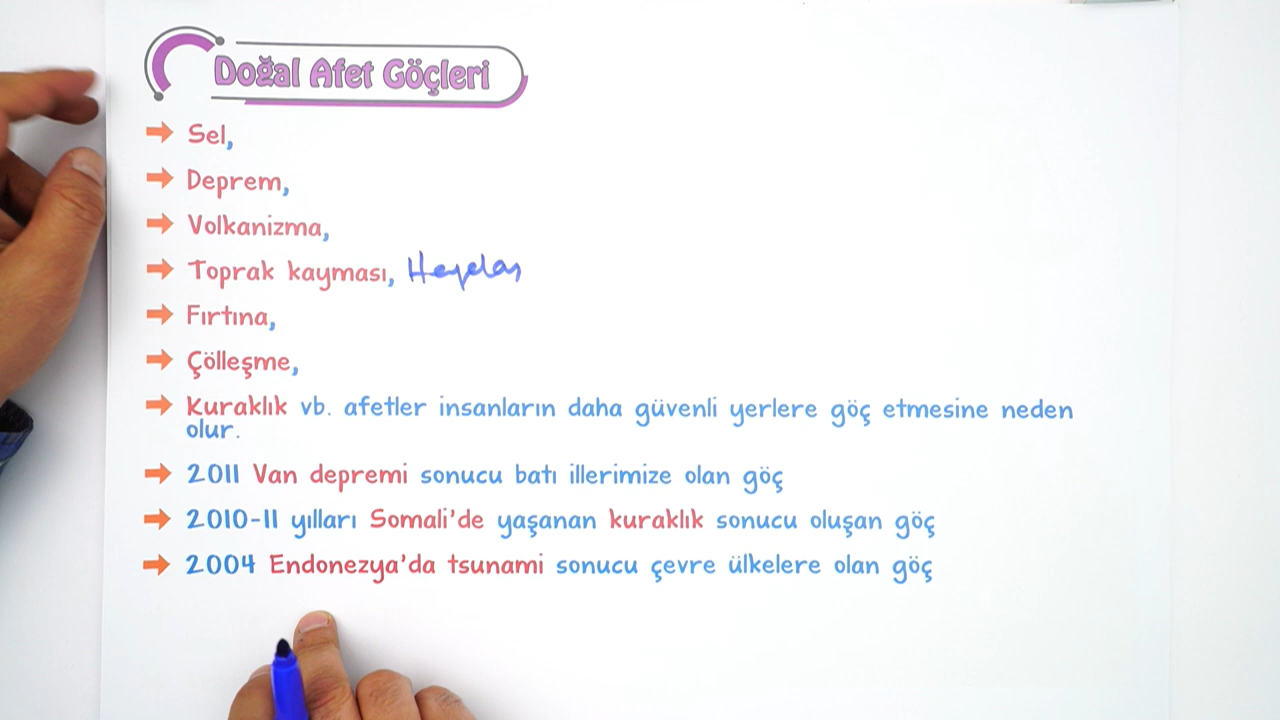 Doğal Afet Göçleri
Sel,
Deprem,
Volkanizma,
Toprak kayması, Heyelan
Fırtına,
Çölleşme,
Kuraklık vb. afetler insanların daha güvenli yerlere göç etmesine neden
olur.
2011 Van depremi sonucu batı illerimize olan göç
2010-11 yılları Somali'de yaşanan kuraklık sonucu oluşan göç
2004 Endonezya'da tsunami sonucu çevre ülkelere olan göç